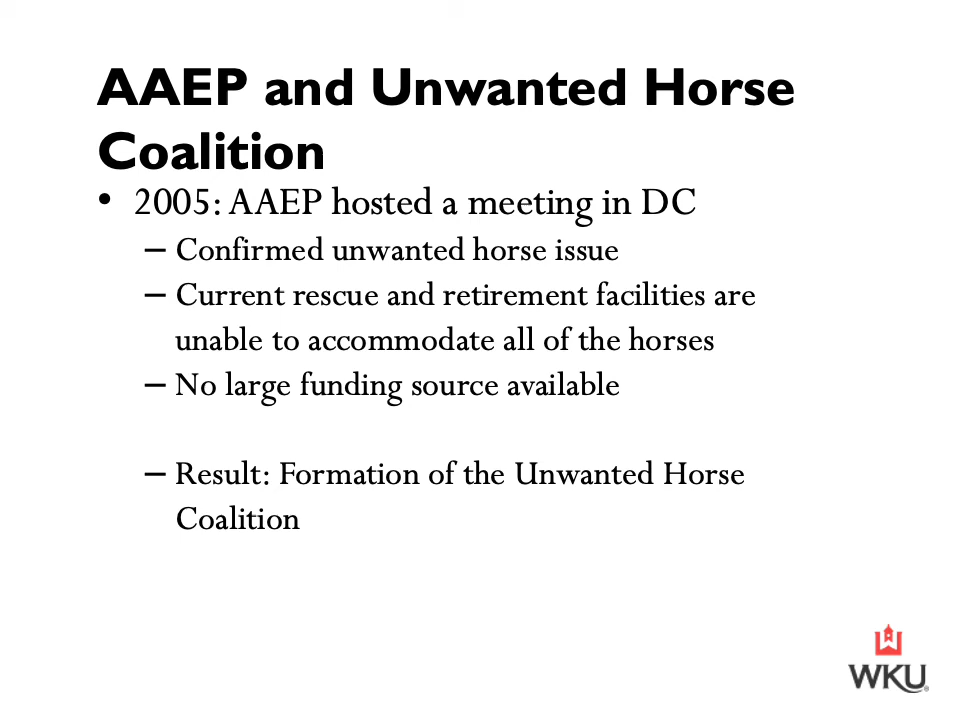 AAEP and Unwanted Horse
Coalition
• 2005: AAEP hosted a meeting in DC
– Confirmed unwanted horse issue
– Current rescue and retirement facilities are
unable to accommodate all of the horses
– No large funding source available
– Result: Formation of the Unwanted Horse
Coalition
WKU®